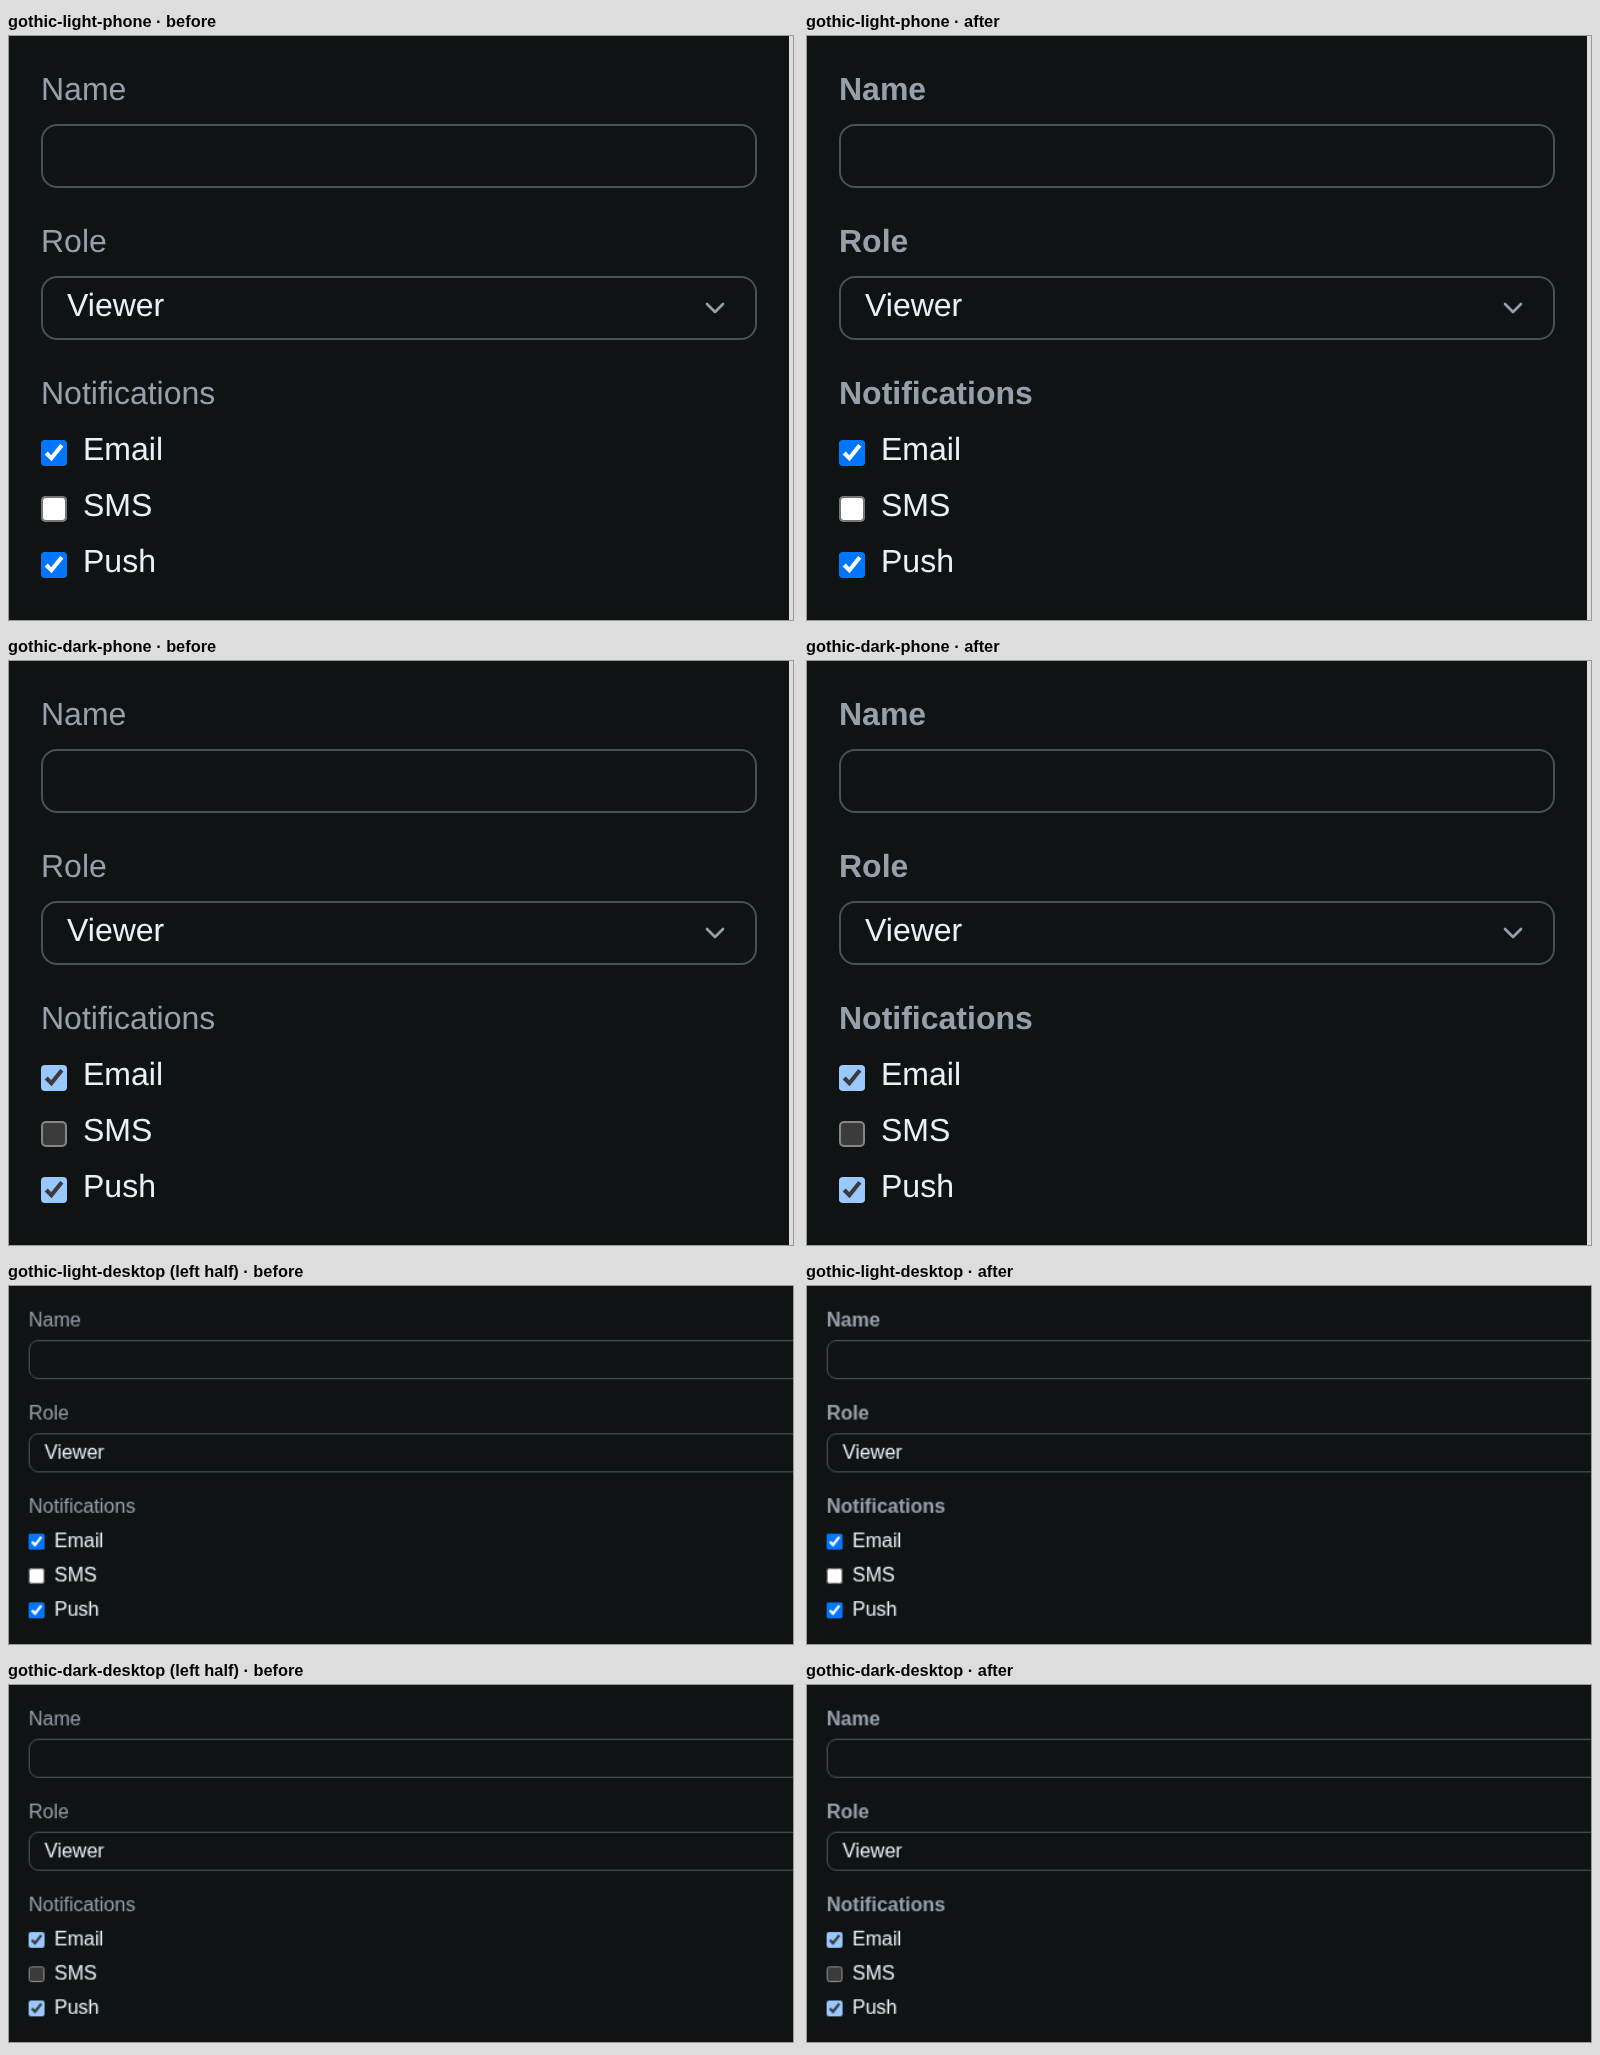 gothic-light-phone · before
Name
Role
Viewer
Notifications
Email
SMS
Push
gothic-light-phone · after
Name
Role
Viewer
Notifications
Email
SMS
Push
gothic-dark-phone · before
Name
Role
Viewer
Notifications
Email
SMS
Push
gothic-dark-phone · after
Name
Role
Viewer
Notifications
Email
SMS
Push
gothic-light-desktop (left half) · before
Name
Role
Viewer
Notifications
Email
SMS
Push
gothic-light-desktop · after
Name
Role
Viewer
Notifications
Email
SMS
Push
gothic-dark-desktop (left half) · before
Name
Role
Viewer
Notifications
Email
SMS
Push
gothic-dark-desktop · after
Name
Role
Viewer
Notifications
Email
SMS
Push